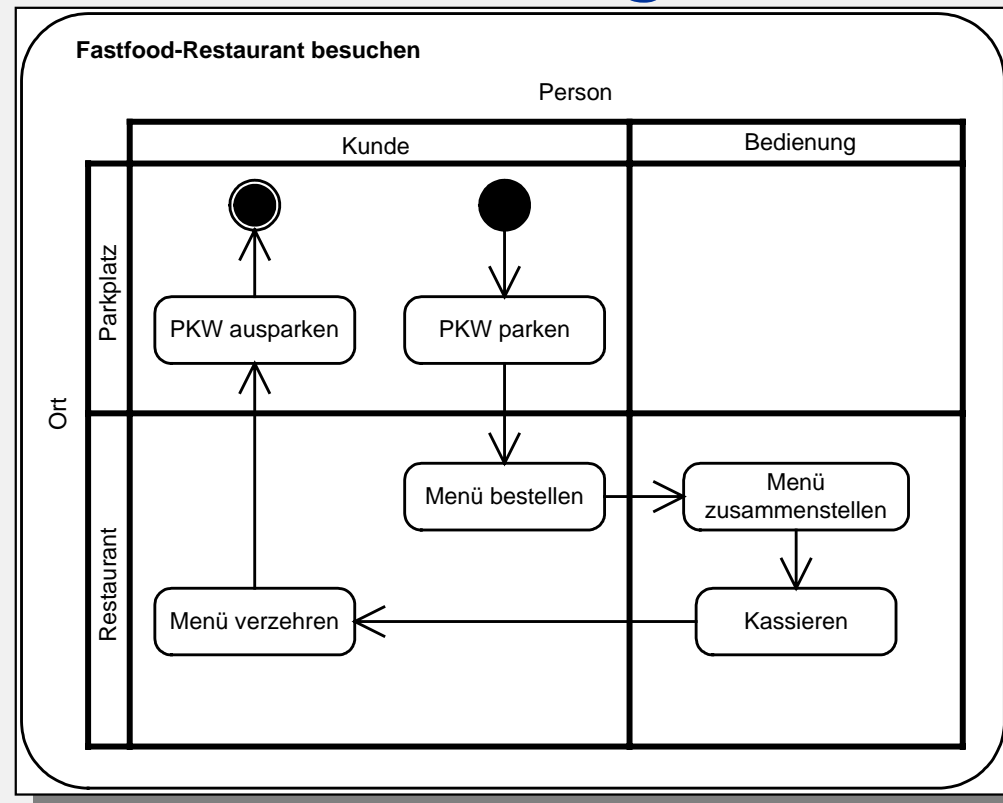 Fastfood-Restaurant besuchen
Person
Kunde
Bedienung
Ort
Parkplatz
PKW ausparken
PKW parken
Restaurant
Menü bestellen
Menü
zusammenstellen
Menü verzehren
Kassieren